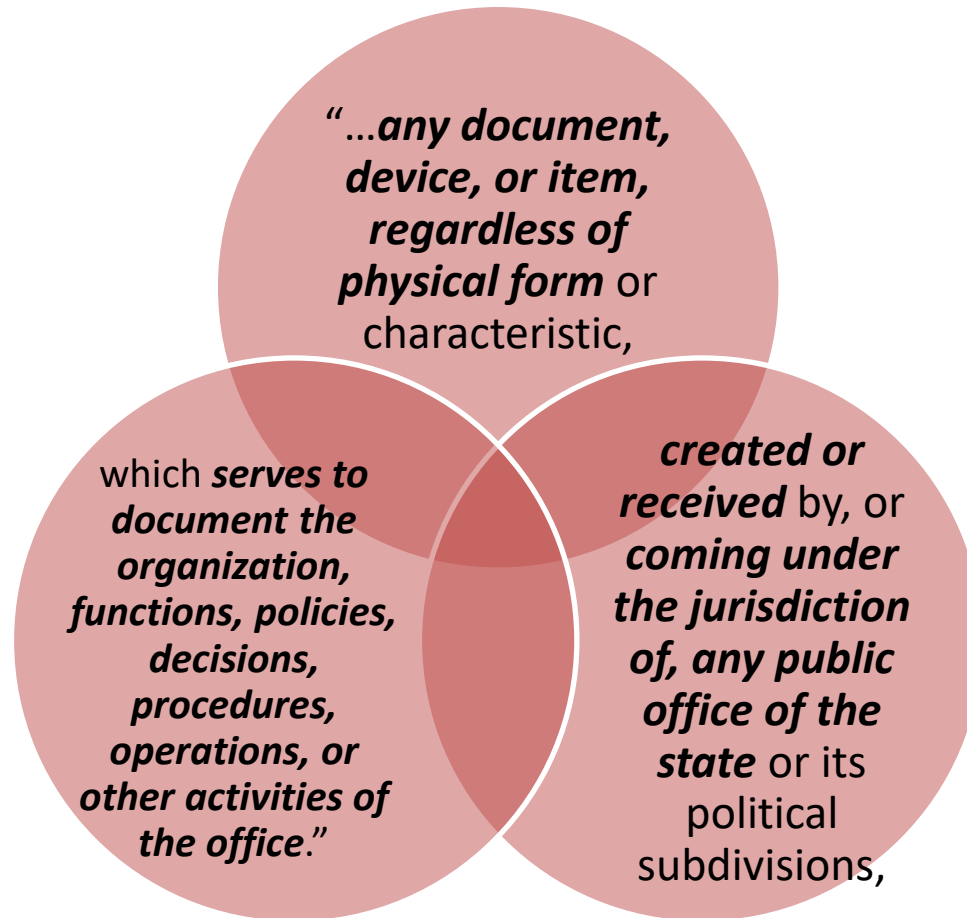 “...any document,
device, or item,
regardless of
physical form or
characteristic,
created or
received by, or
coming under
the jurisdiction
of, any public
office of the
state or its
political
subdivisions,
which serves to
document the
organization,
functions, policies,
decisions,
procedures,
operations, or
other activities of
the office.”